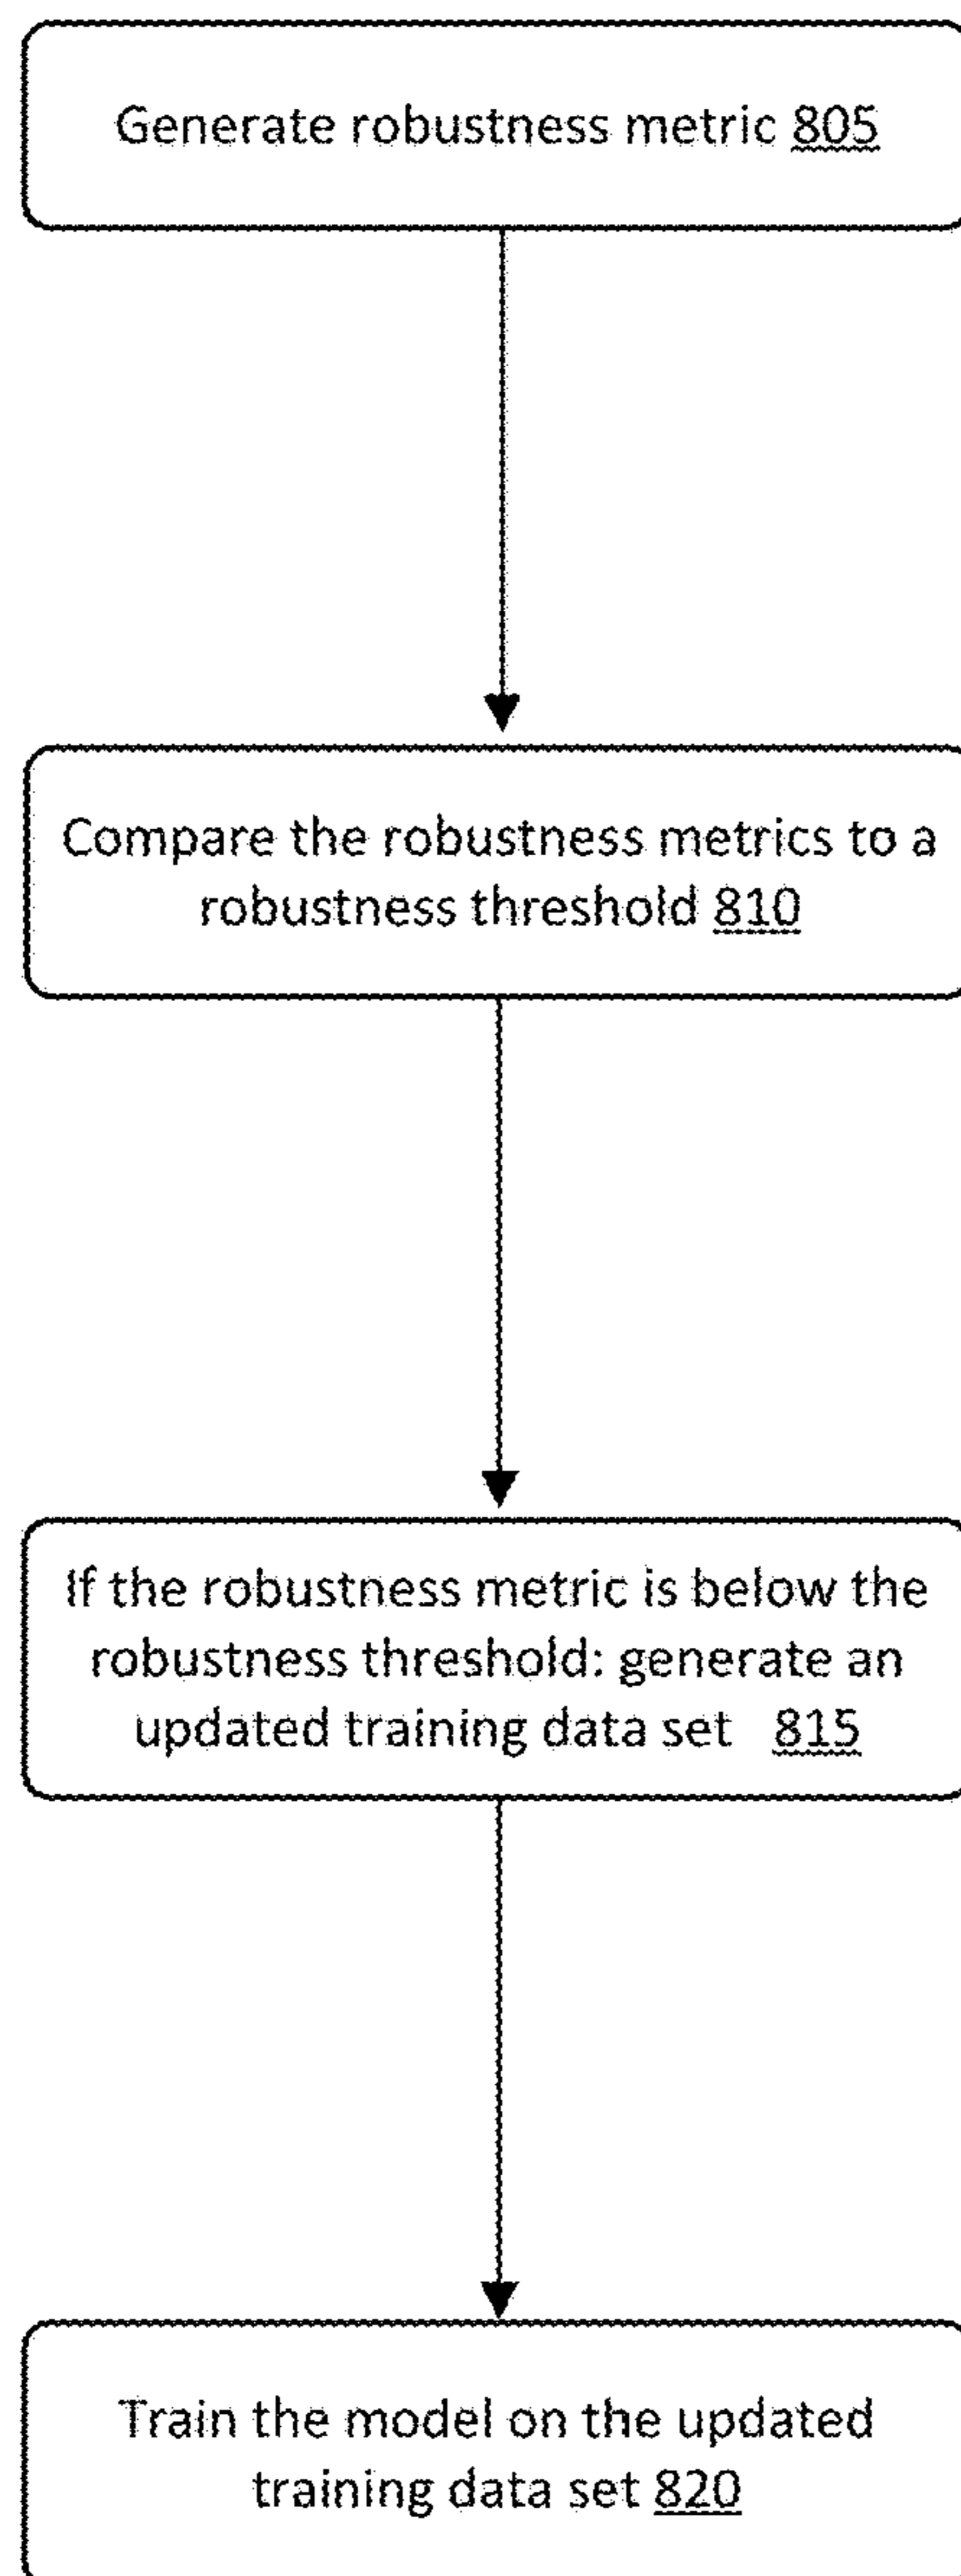 Generate robustness metric 805
Compare the robustness metrics to a
robustness threshold 810
If the robustness metric is below the
robustness threshold: generate an
updated training data set 815
Train the model on the updated
training data set 820